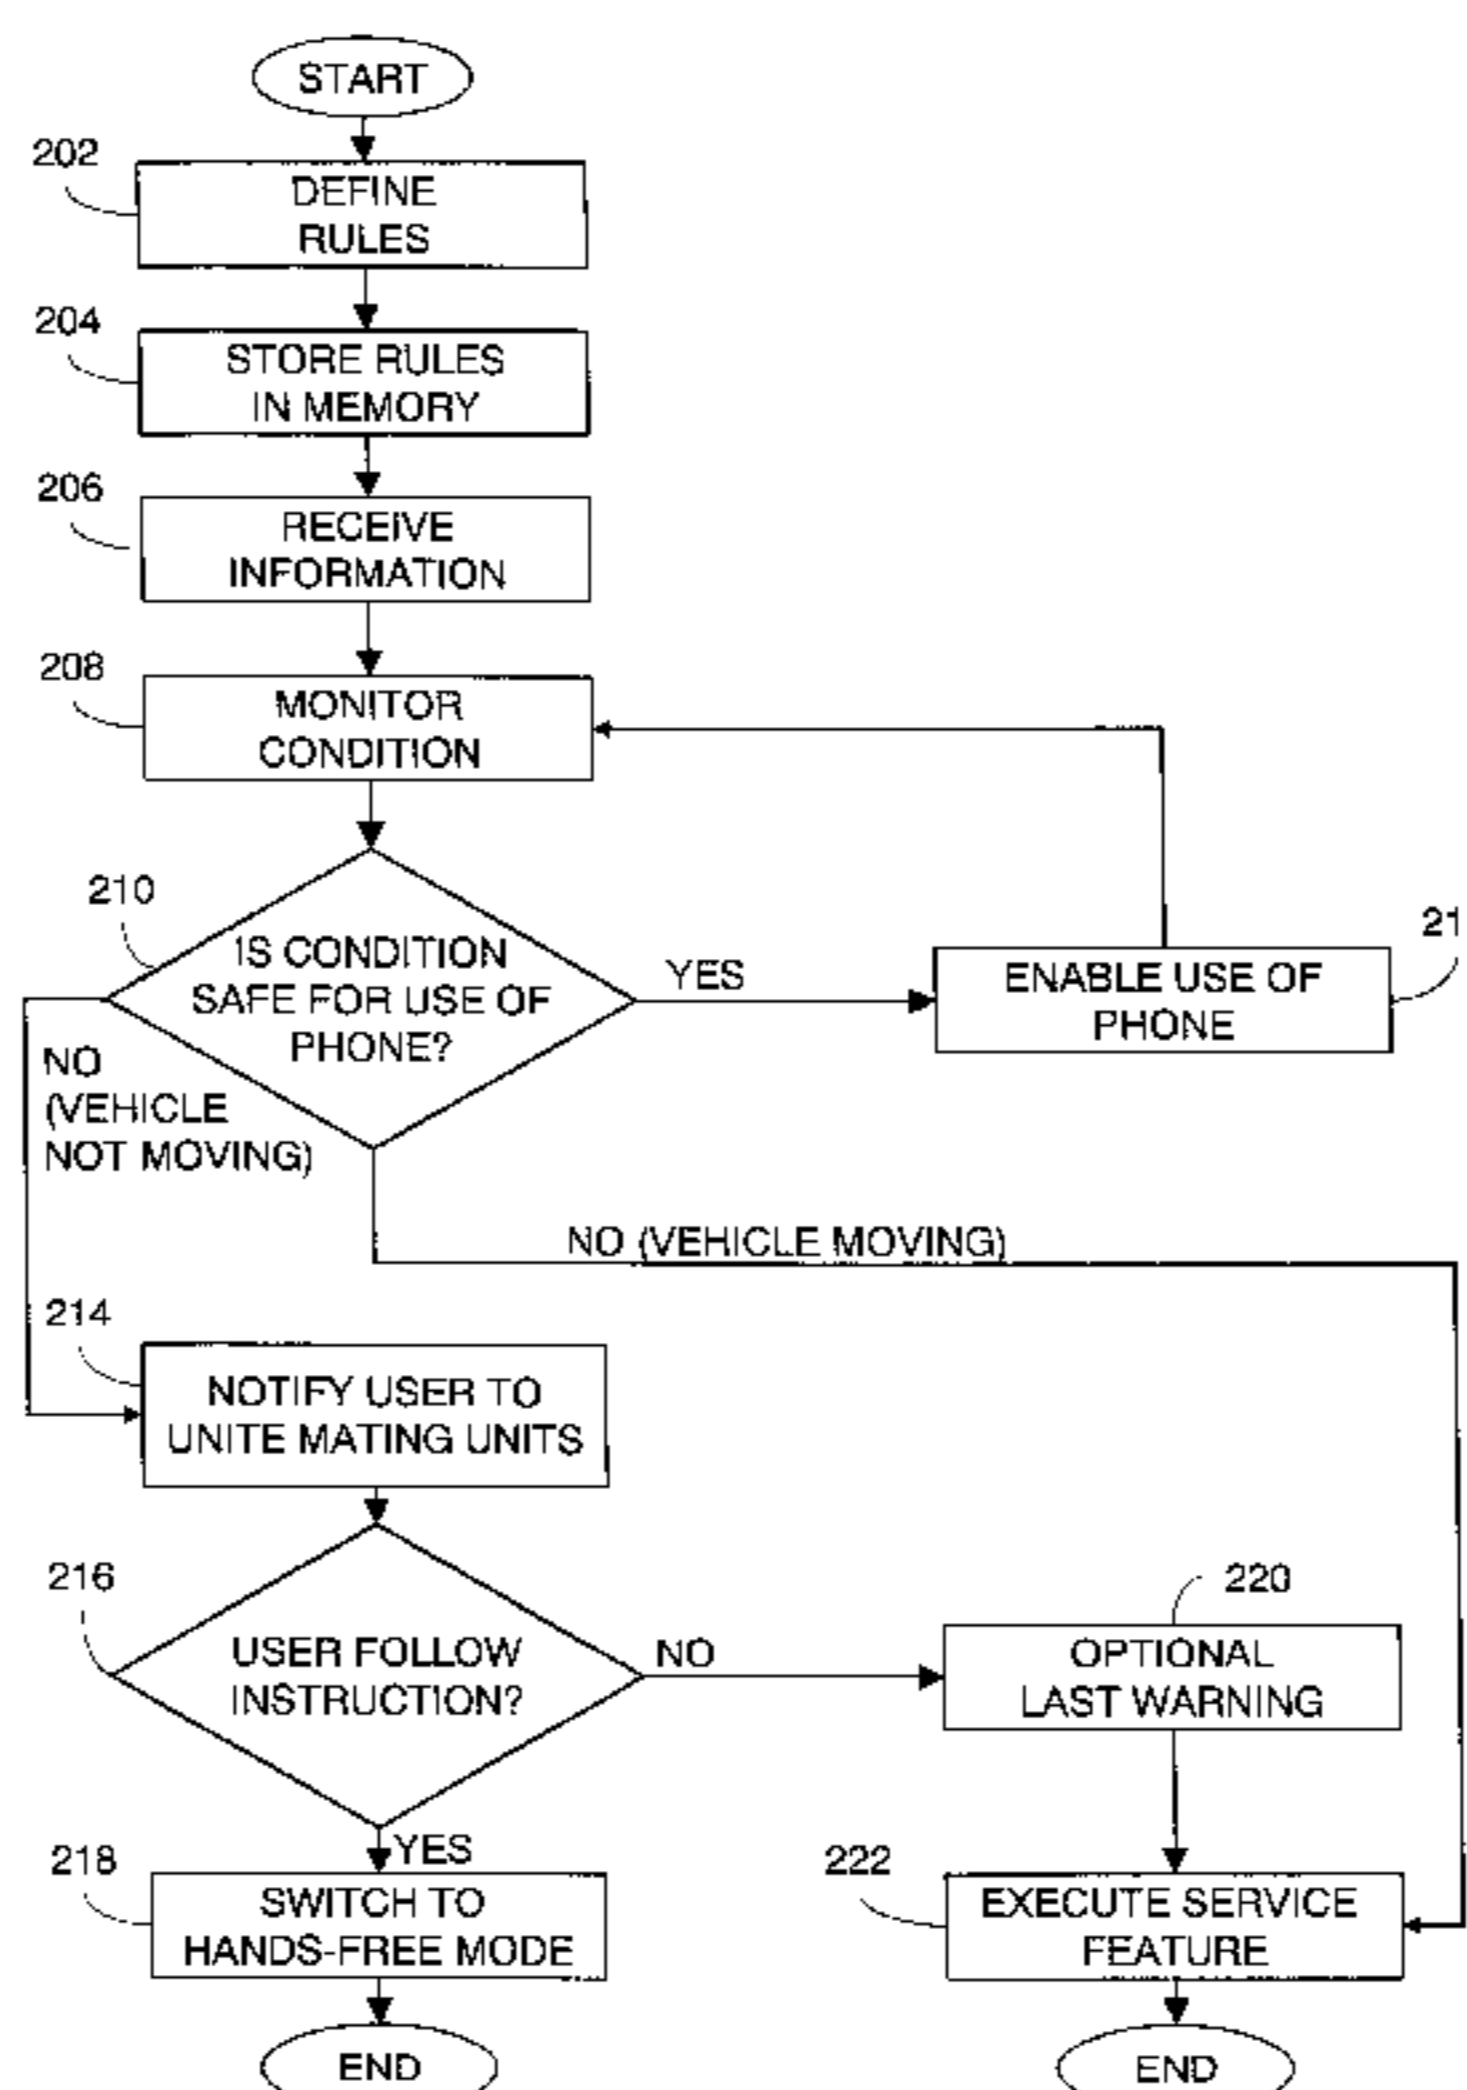 START
202
DEFINE
RULES
204
STORE RULES
IN MEMORY
206
RECEIVE
INFORMATION
208
MONITOR
CONDITION
210
IS CONDITION
SAFE FOR USE OF
PHONE?
YES
21
ENABLE USE OF
PHONE
NO
(VEHICLE
NOT MOVING)
NO (VEHICLE MOVING)
214
NOTIFY USER TO
UNITE MATING UNITS
216
USER FOLLOW
INSTRUCTION?
NO
220
OPTIONAL
LAST WARNING
YES
218
SWITCH TO
HANDS-FREE MODE
222
EXECUTE SERVICE
FEATURE
END
END